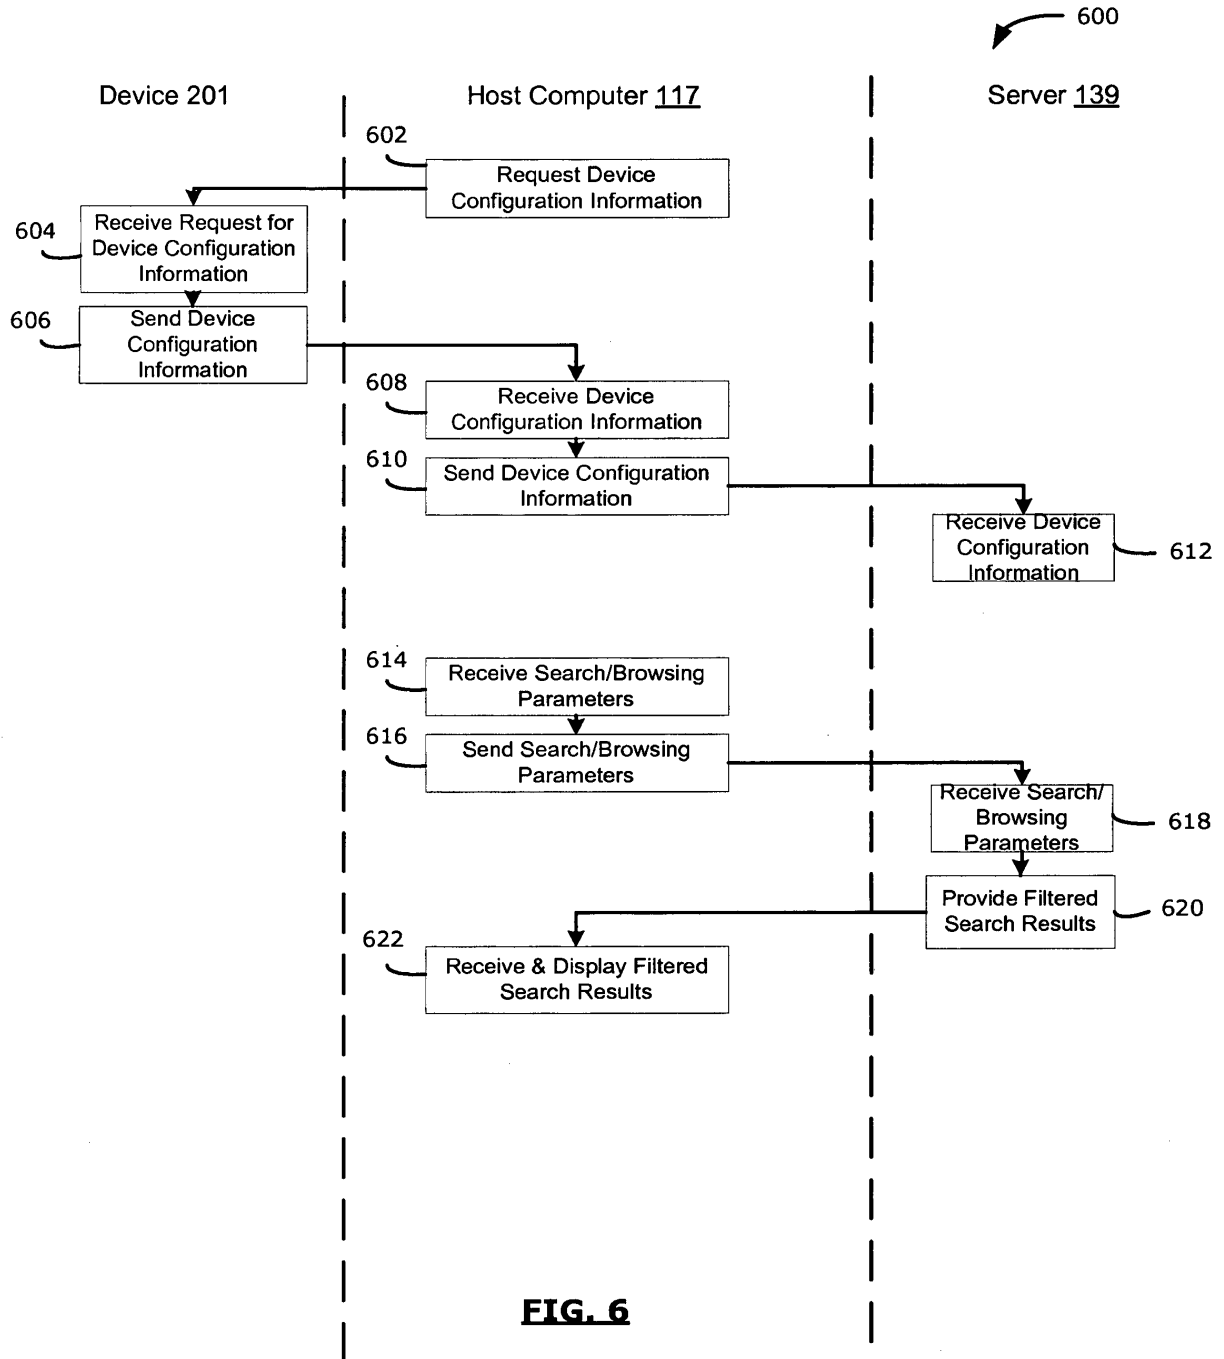 600
Device 201
Host Computer 117
Server 139
602
Request Device
Configuration Information
604
Receive Request for
Device Configuration
Information
606
Send Device
Configuration
Information
608
Receive Device
Configuration Information
610
Send Device Configuration
Information
Receive Device
Configuration
Information
612
614
Receive Search/Browsing
Parameters
616
Send Search/Browsing
Parameters
Receive Search/
Browsing
Parameters
618
Provide Filtered
Search Results
620
622
Receive & Display Filtered
Search Results
FIG. 6